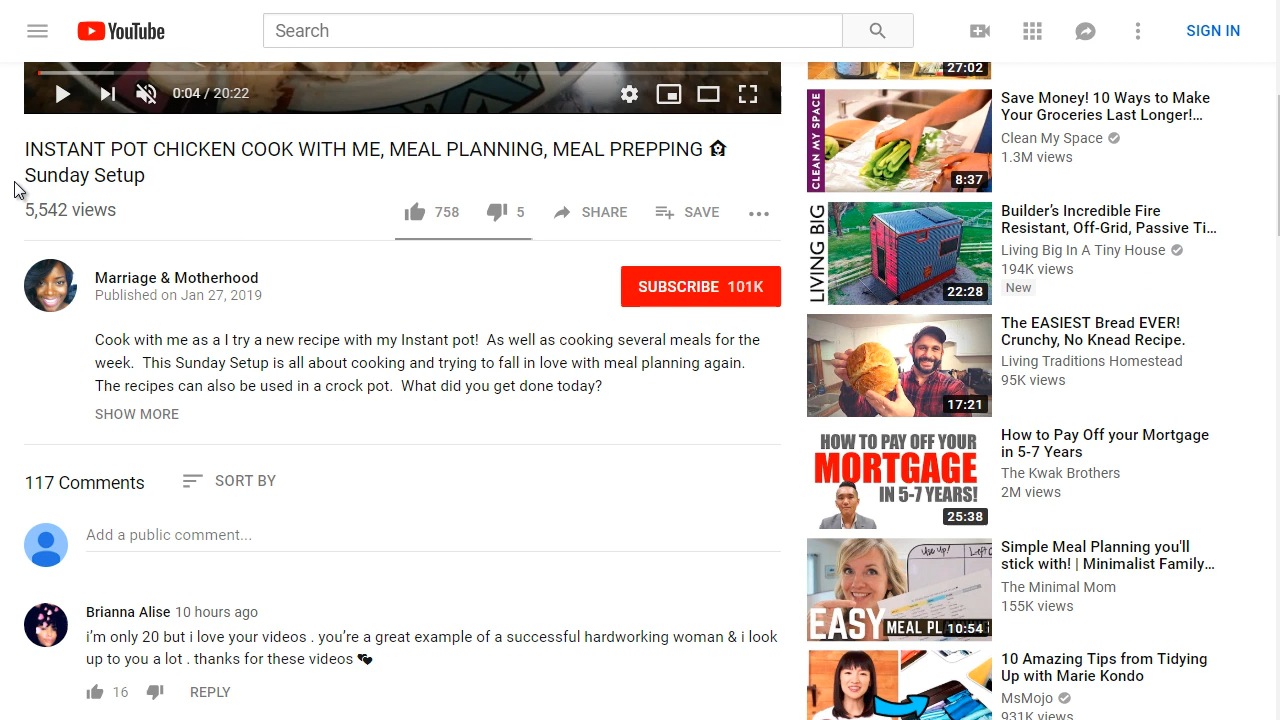 YouTube
Search
SIGN IN
0:04 / 20:22
INSTANT POT CHICKEN COOK WITH ME, MEAL PLANNING, MEAL PREPPING
Sunday Setup
5,542 views
758
5
SHARE
SAVE
Marriage & Motherhood
Published on Jan 27, 2019
SUBSCRIBE 101K
Cook with me as a I try a new recipe with my Instant pot! As well as cooking several meals for the
week. This Sunday Setup is all about cooking and trying to fall in love with meal planning again.
The recipes can also be used in a crock pot. What did you get done today?
SHOW MORE
117 Comments
SORT BY
Add a public comment...
Brianna Alise 10 hours ago
i'm only 20 but i love your videos . you're a great example of a successful hardworking woman & i look
up to you a lot . thanks for these videos
16
REPLY
27:02
CLEAN MY SPACE
8:37
Save Money! 10 Ways to Make
Your Groceries Last Longer!...
Clean My Space
1.3M views
LIVING BIG
22:28
Builder's Incredible Fire
Resistant, Off-Grid, Passive Ti...
Living Big In A Tiny House
194K views
New
17:21
The EASIEST Bread EVER!
Crunchy, No Knead Recipe.
Living Traditions Homestead
95K views
HOW TO PAY OFF YOUR
MORTGAGE
IN 5-7 YEARS!
25:38
How to Pay Off your Mortgage
in 5-7 Years
The Kwak Brothers
2M views
Use up!
EASY MEAL PL
10:54
Simple Meal Planning you'll
stick with! | Minimalist Family...
The Minimal Mom
155K views
10 Amazing Tips from Tidying
Up with Marie Kondo
MsMojo
931K views